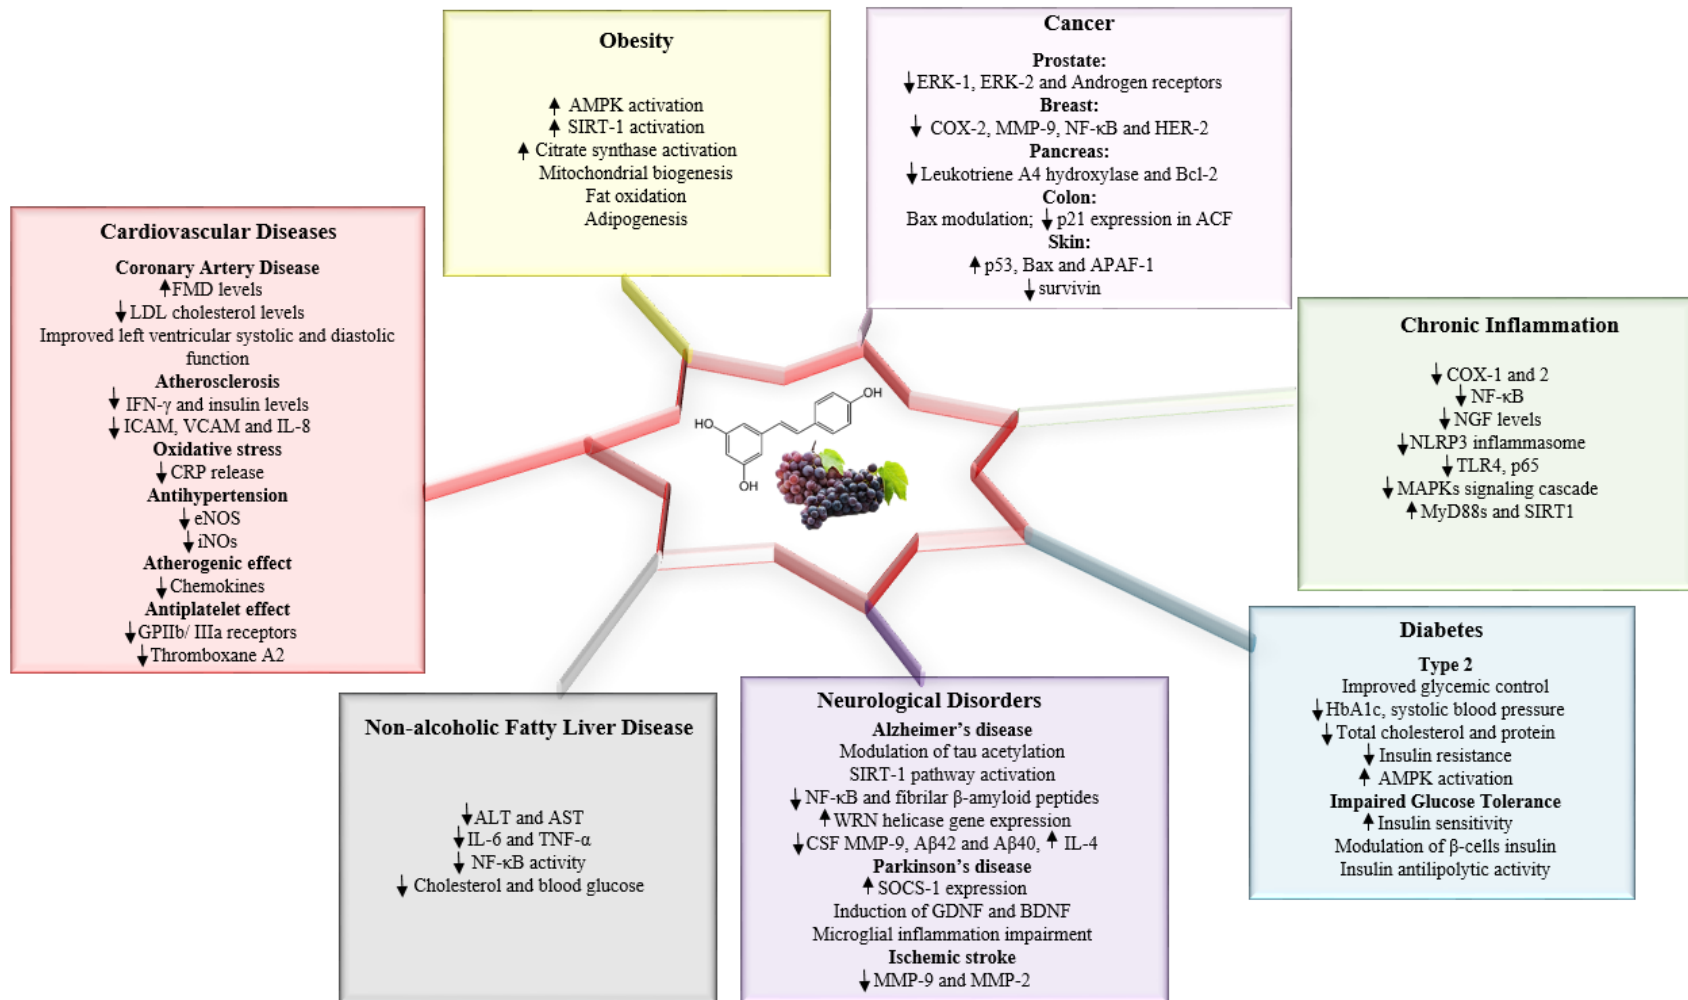 Obesity
↑ AMPK activation
↑ SIRT-1 activation
↑ Citrate synthase activation
Mitochondrial biogenesis
Fat oxidation
Adipogenesis
Cancer
Prostate:
↓ERK-1, ERK-2 and Androgen receptors
Breast:
↓ COX-2, MMP-9, NF-κB and HER-2
Pancreas:
↓Leukotriene A4 hydroxylase and Bcl-2
Colon:
Bax modulation; ↓ p21 expression in ACF
Skin:
↑p53, Bax and APAF-1
↓ survivin
Cardiovascular Diseases
Coronary Artery Disease
↑FMD levels
↓LDL cholesterol levels
Improved left ventricular systolic and diastolic
function
Atherosclerosis
↓ IFN-γ and insulin levels
↓ICAM, VCAM and IL-8
Oxidative stress
↓CRP release
Antihypertension
↓eNOS
↓iNOs
Atherogenic effect
↓Chemokines
Antiplatelet effect
↓GPIIb/ IIIa receptors
↓Thromboxane A2
Chronic Inflammation
↓COX-1 and 2
↓NF-κB
↓NGF levels
↓NLRP3 inflammasome
↓TLR4, p65
↓MAPKs signaling cascade
↑MyD88s and SIRT1
OH
HO
OH
Diabetes
Type 2
Improved glycemic control
↓HbA1c, systolic blood pressure
↓Total cholesterol and protein
↓Insulin resistance
↑ AMPK activation
Impaired Glucose Tolerance
↑Insulin sensitivity
Modulation of β-cells insulin
Insulin antilipolytic activity
Non-alcoholic Fatty Liver Disease
↓ALT and AST
↓IL-6 and TNF-α
↓ NF-κB activity
↓ Cholesterol and blood glucose
Neurological Disorders
Alzheimer’s disease
Modulation of tau acetylation
SIRT-1 pathway activation
↓ NF-κB and fibrilar β-amyloid peptides
↑WRN helicase gene expression
↓CSF MMP-9, Aβ42 and Aβ40, ↑ IL-4
Parkinson’s disease
↑SOCS-1 expression
Induction of GDNF and BDNF
Microglial inflammation impairment
Ischemic stroke
↓MMP-9 and MMP-2